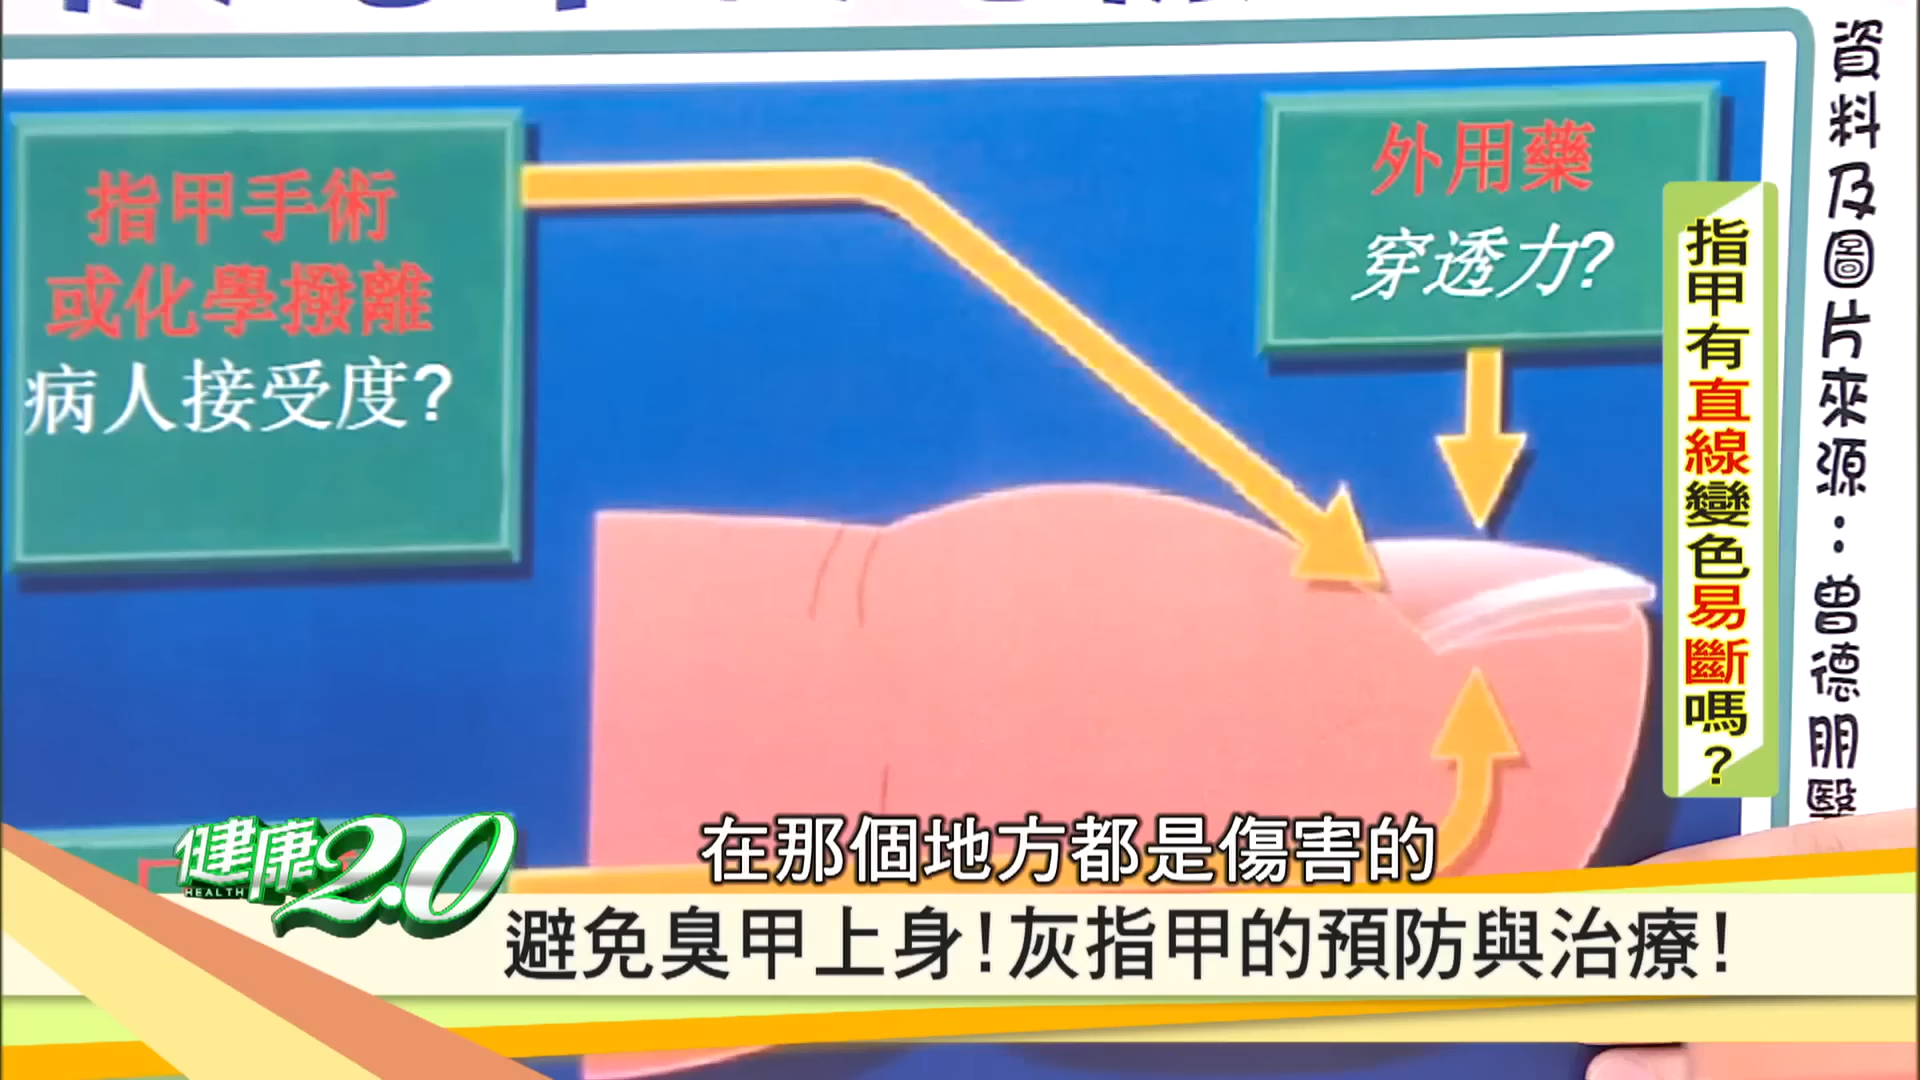 指甲手術
或化學撥離
病人接受度?
外用藥
穿透力?
指甲有直線變色易斷嗎?
資料及圖片來源:曾德朋醫
健康2.0
HEALTH
在那個地方都是傷害的
避免臭甲上身!灰指甲的預防與治療!